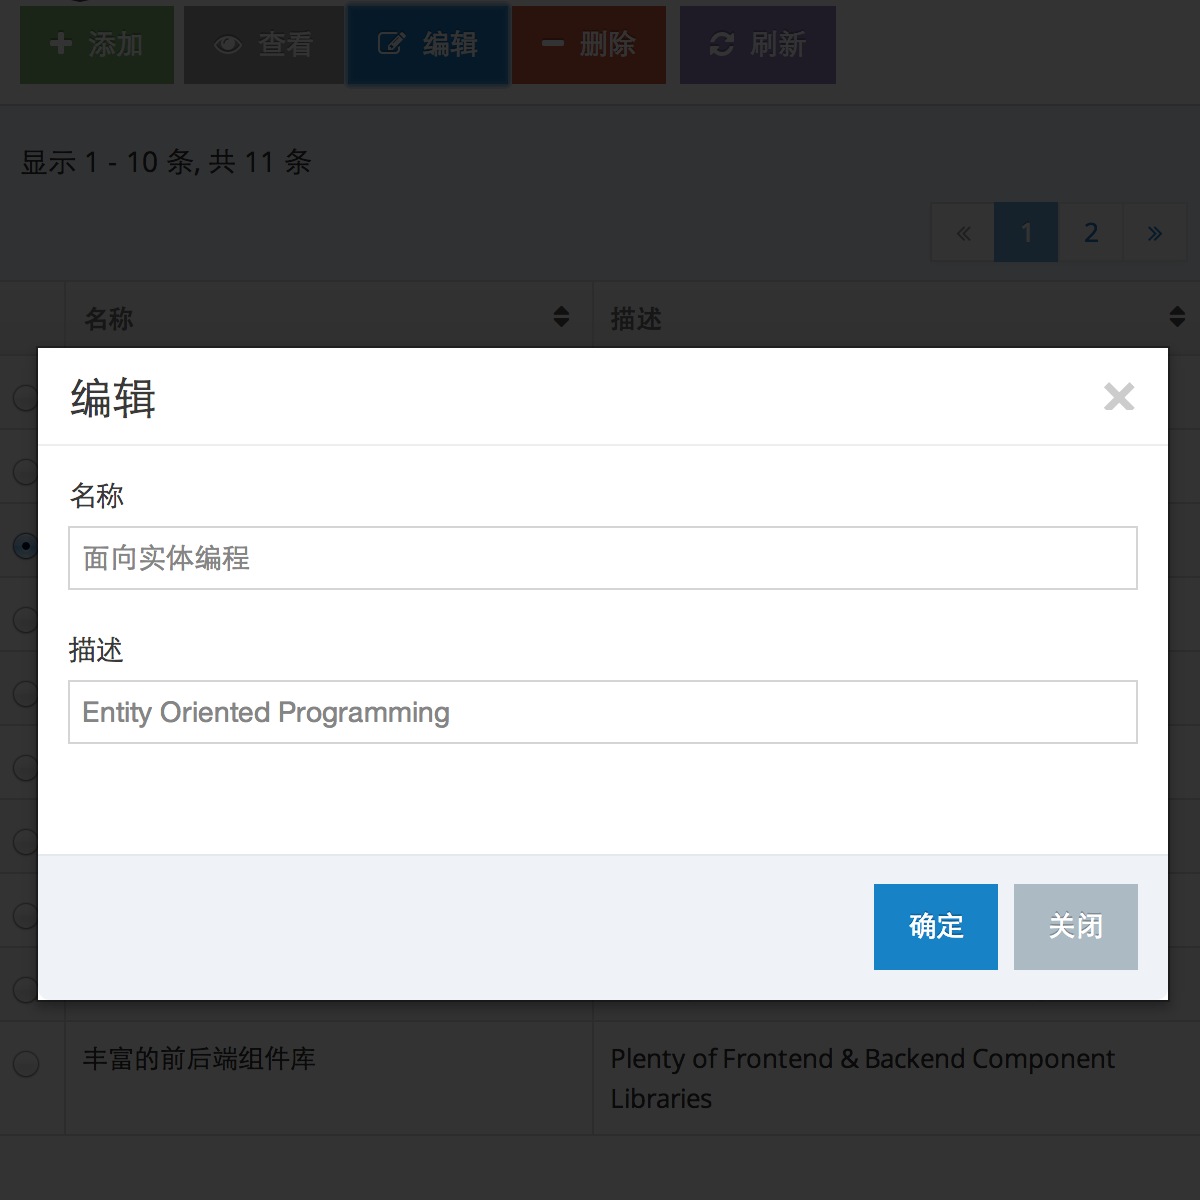 添加 查看 编辑 删除 刷新
显示 1 - 10 条, 共 11 条
« 1 2 »
名称 描述
编辑 ×
名称
面向实体编程
描述
Entity Oriented Programming
确定 关闭
丰富的前后端组件库 Plenty of Frontend & Backend Component
Libraries